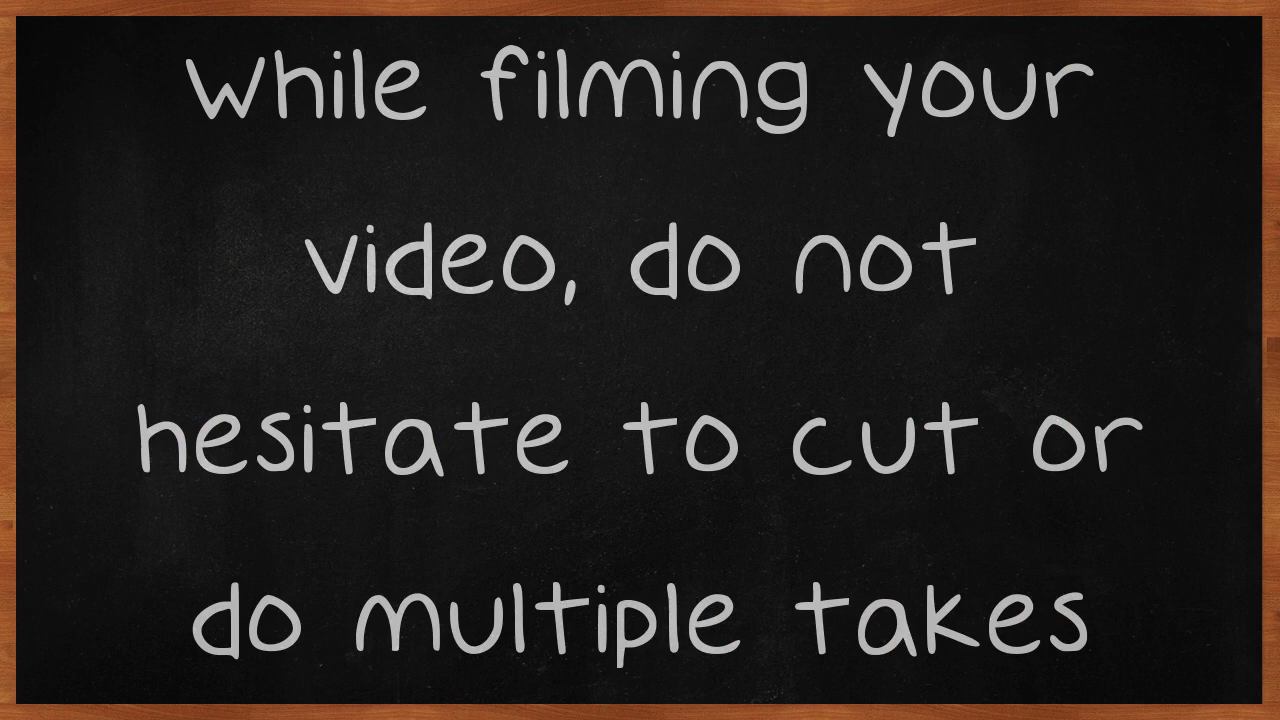 While filming your
video, do not
hesitate to cut or
do multiple takes